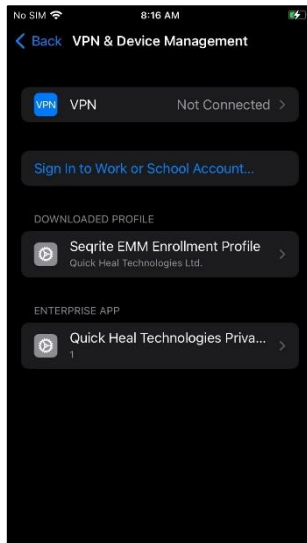 No SIM 8:16 AM
Back VPN & Device Management
VPN VPN Not Connected
Sign In to Work or School Account...
DOWNLOADED PROFILE
Seqrite EMM Enrollment Profile
Quick Heal Technologies Ltd.
ENTERPRISE APP
Quick Heal Technologies Priva...
1